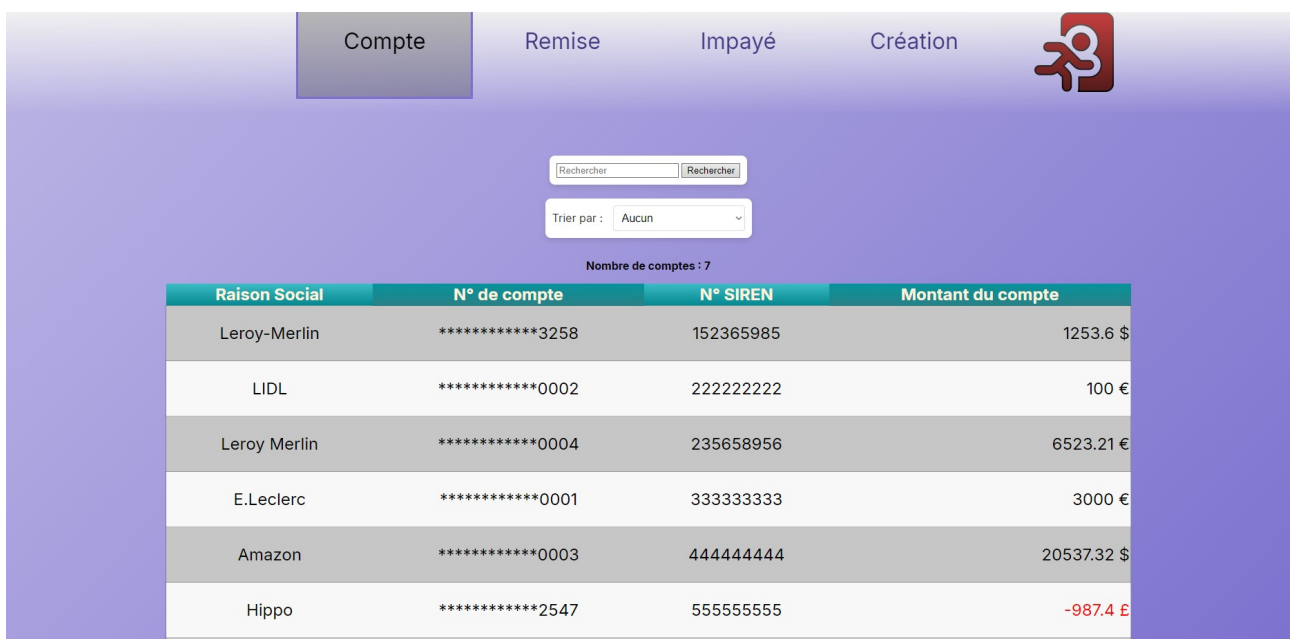 Compte Remise Impayé Création
Rechercher Rechercher
Trier par : Aucun
Nombre de comptes : 7
Raison Social N° de compte N° SIREN Montant du compte
Leroy-Merlin ************3258 152365985 1253.6 $
LIDL ************0002 222222222 100 €
Leroy Merlin ************0004 235658956 6523.21 €
E.Leclerc ************0001 333333333 3000 €
Amazon ************0003 444444444 20537.32 $
Hippo ************2547 555555555 -987.4 £